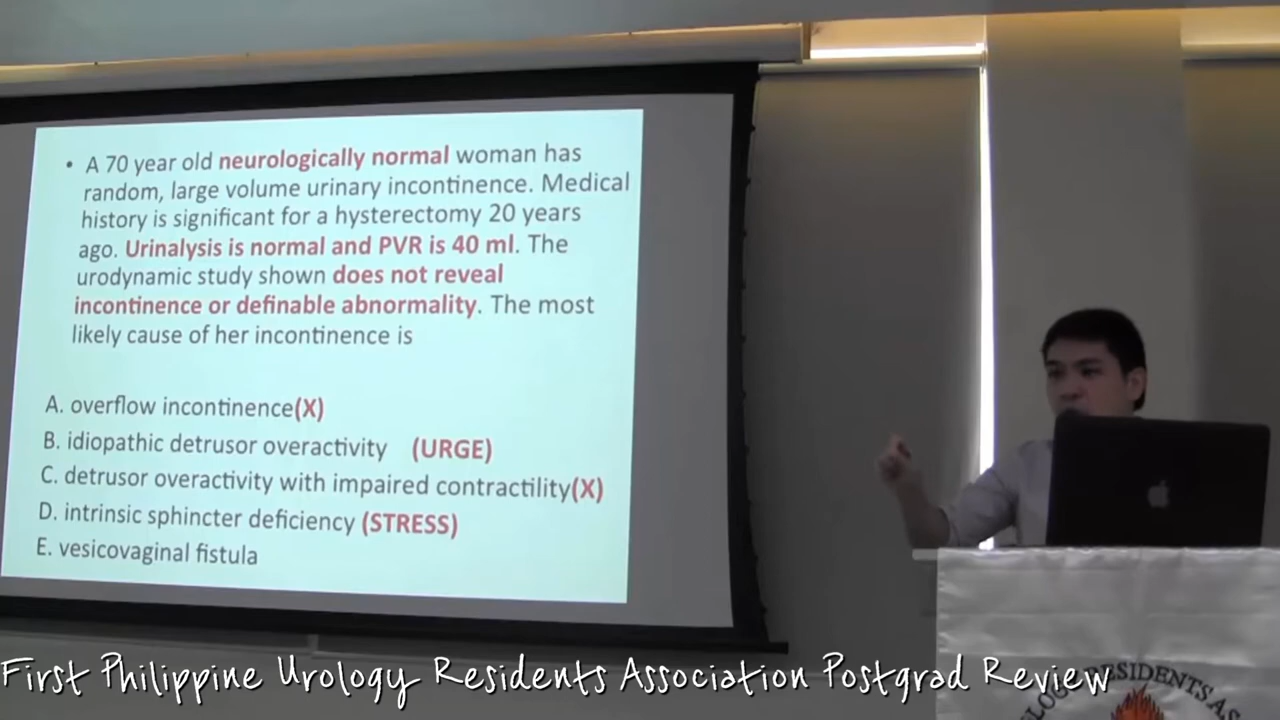 • A 70 year old neurologically normal woman has
random, large volume urinary incontinence. Medical
history is significant for a hysterectomy 20 years
ago. Urinalysis is normal and PVR is 40 ml. The
urodynamic study shown does not reveal
incontinence or definable abnormality. The most
likely cause of her incontinence is
A. overflow incontinence(X)
B. idiopathic detrusor overactivity (URGE)
C. detrusor overactivity with impaired contractility(X)
D. intrinsic sphincter deficiency (STRESS)
E. vesicovaginal fistula
First Philippine Urology Residents Association Postgrad Review
RESIDENTS